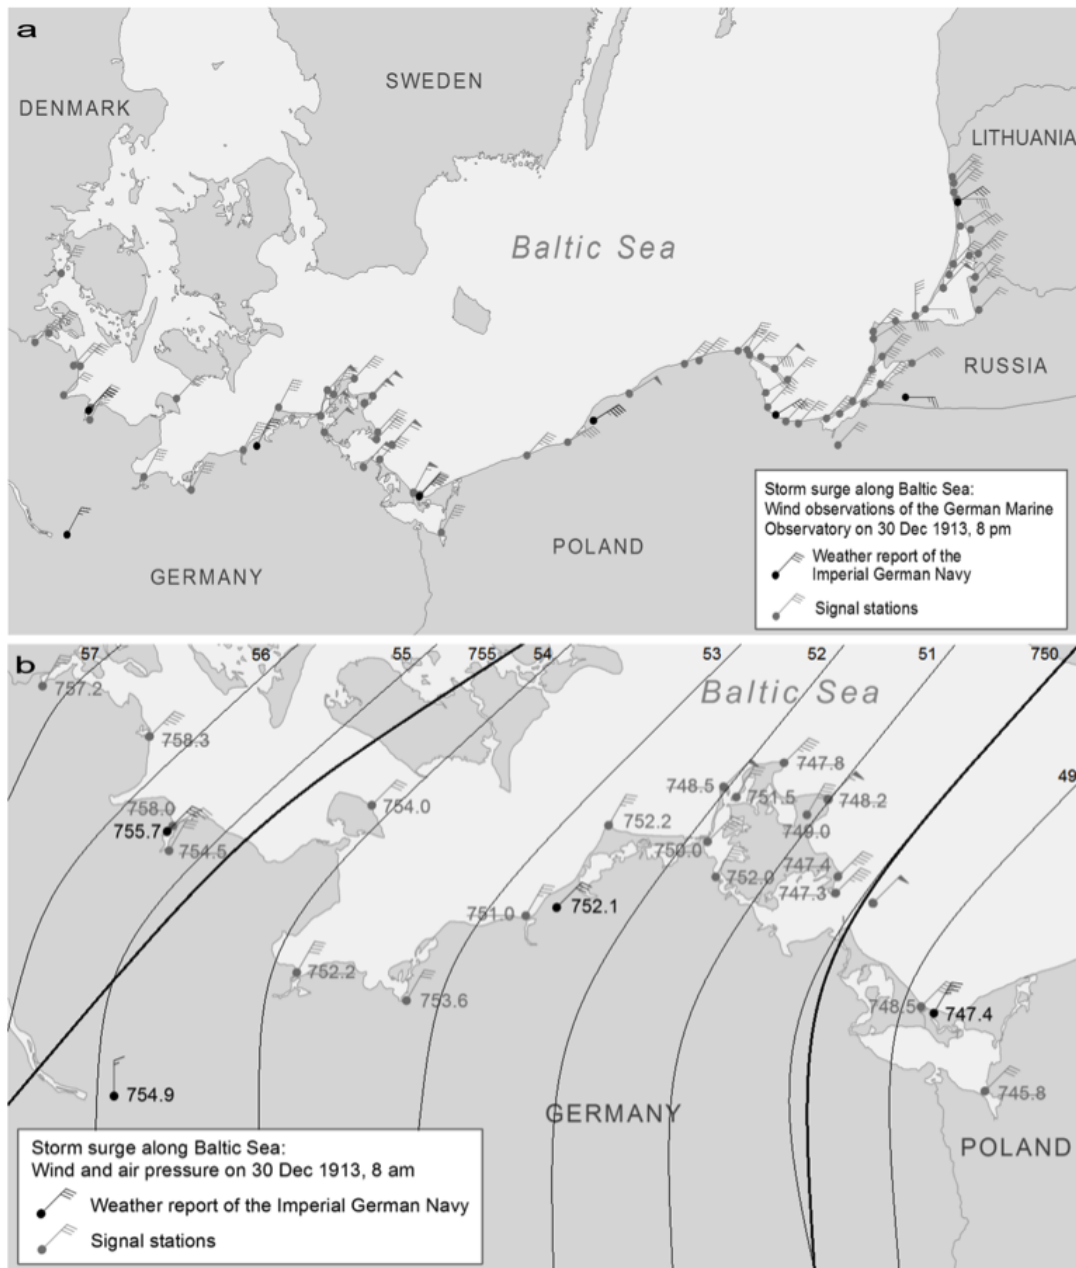 a
SWEDEN
DENMARK
LITHUANIA
Baltic Sea
RUSSIA
POLAND
GERMANY
Storm surge along Baltic Sea:
Wind observations of the German Marine
Observatory on 30 Dec 1913, 8 pm
Weather report of the
Imperial German Navy
Signal stations
b
57
56
55
755
54
53
52
51
750
49
Baltic Sea
757.2
758.3
758.0
755.7
754.5
754.0
748.5
747.8
751.5
748.2
749.0
752.2
750.0
752.0
747.4
747.3
751.0
752.1
752.2
753.6
748.5
747.4
745.8
754.9
GERMANY
POLAND
Storm surge along Baltic Sea:
Wind and air pressure on 30 Dec 1913, 8 am
Weather report of the Imperial German Navy
Signal stations